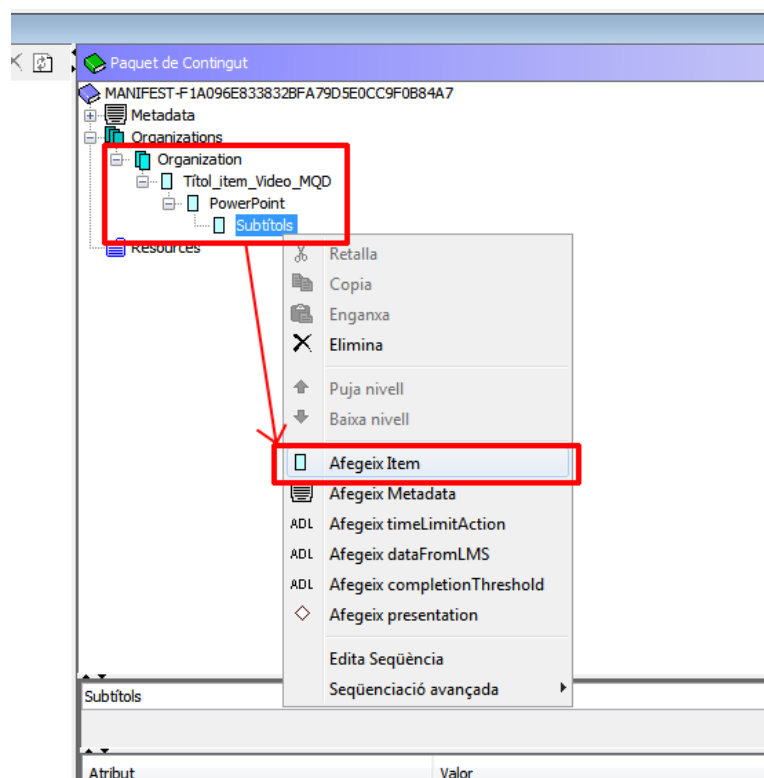 Paquet de Contingut
MANIFEST-F1A096E833832BFA79D5E0CC9F0B84A7
Metadata
Organizations
Organization
Títol_item_Video_MQD
PowerPoint
Subtítols
Resources
Retalla
Copia
Enganxa
Elimina
Puja nivell
Baixa nivell
Afegeix Item
Afegeix Metadata
ADL Afegeix timeLimitAction
ADL Afegeix dataFromLMS
ADL Afegeix completionThreshold
Afegeix presentation
Edita Seqüència
Seqüenciació avançada
Subtítols
Atribut Valor